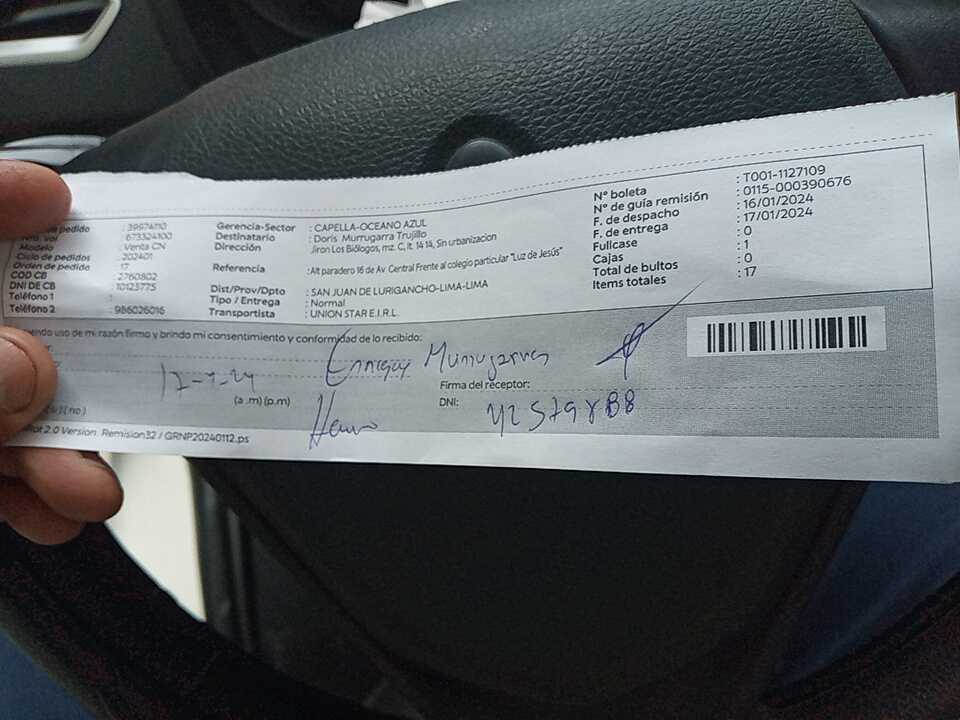 de pedido : 39974110
: 673324100
Modelo : Venta CN
Ciclo de pedidos : 202401
Orden de pedido : 17
COD CB : 2760802
DNI DE CB : 10123775
Teléfono 1 :
Teléfono 2 : 986026016
Gerencia-Sector : CAPELLA-OCEANO AZUL
Destinatario : Doris Murrugarra Trujillo
Dirección : Jiron Los Biólogos, mz. C, lt. 14 14, Sin urbanizacion
Referencia : Alt paradero 16 de Av. Central Frente al colegio particular "Luz de Jesús"
Dist/Prov/Dpto : SAN JUAN DE LURIGANCHO-LIMA-LIMA
Tipo / Entrega : Normal
Transportista : UNION STAR E.I.R.L.
N° boleta : T001-1127109
N° de guía remisión : 0115-000390676
F. de despacho : 16/01/2024
F. de entrega : 17/01/2024
Fullcase : 0
Cajas : 1
Total de bultos : 0
Items totales : 17
uso de mi razón firmo y brindo mi consentimiento y conformidad de lo recibido:
17-1-24
(a.m)(p.m)
Firma del receptor:
DNI:
(no)
2.0 Version. Remision32 / GRNP20240112.ps